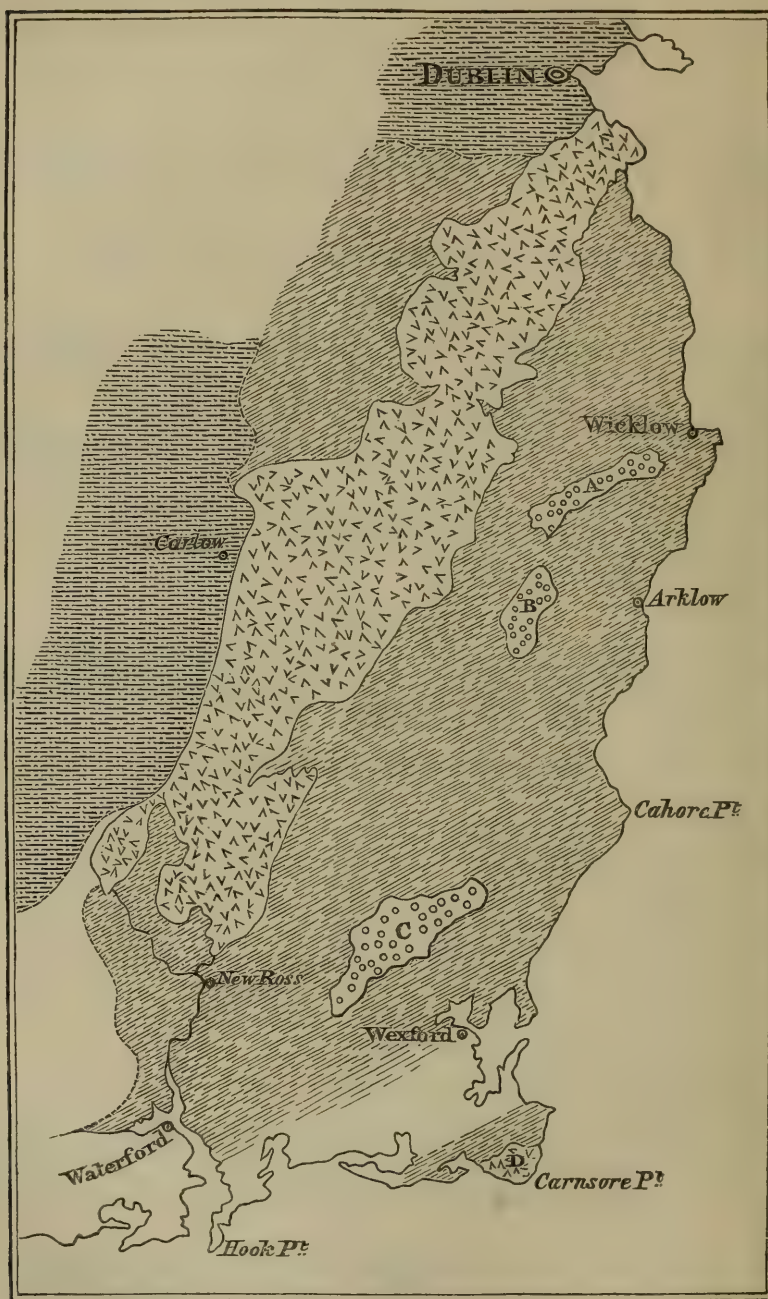 DUBLIN
Wicklow
A
Carlow
B
Arklow
Cahore Pt
C
New Ross
Wexford
Waterford
D
Carnsore Pt
Hook Pt